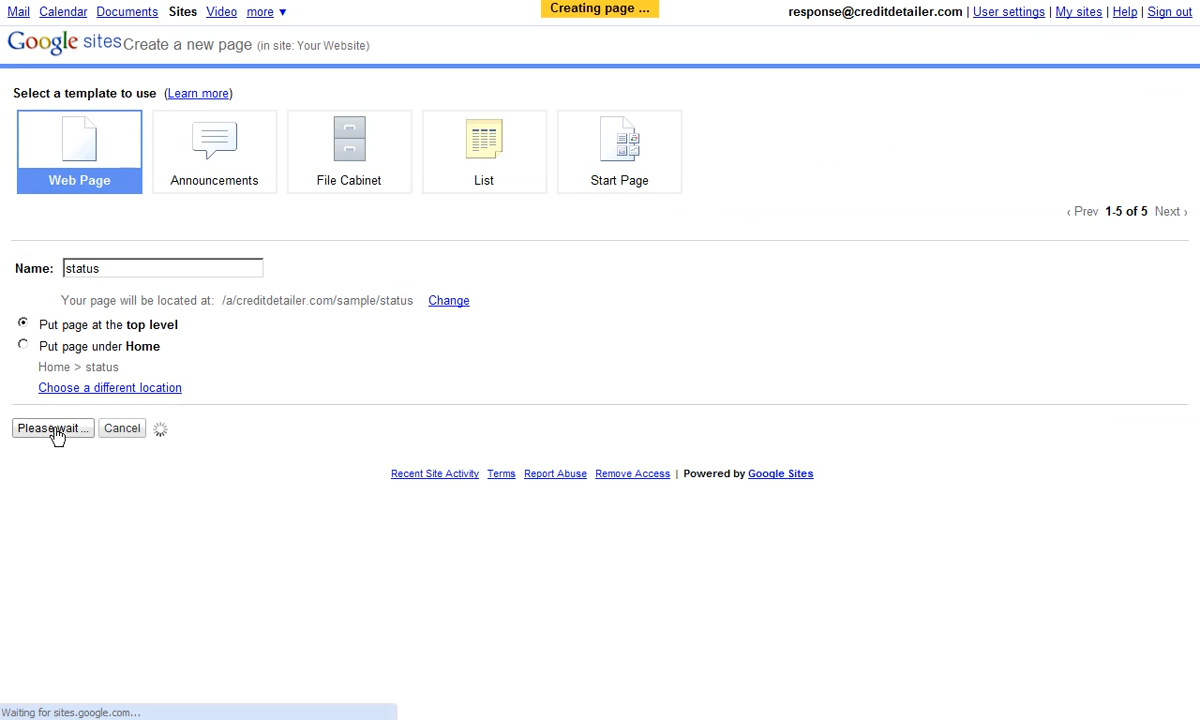 Mail Calendar Documents Sites Video more ▼ Creating page ... response@creditdetailer.com | User settings | My sites | Help | Sign out
Google sites Create a new page (in site: Your Website)
Select a template to use (Learn more)
Web Page Announcements File Cabinet List Start Page
‹ Prev 1-5 of 5 Next ›
Name: status
Your page will be located at: /a/creditdetailer.com/sample/status Change
Put page at the top level
Put page under Home
Home > status
Choose a different location
Please wait ... Cancel
Recent Site Activity Terms Report Abuse Remove Access | Powered by Google Sites
Waiting for sites.google.com...